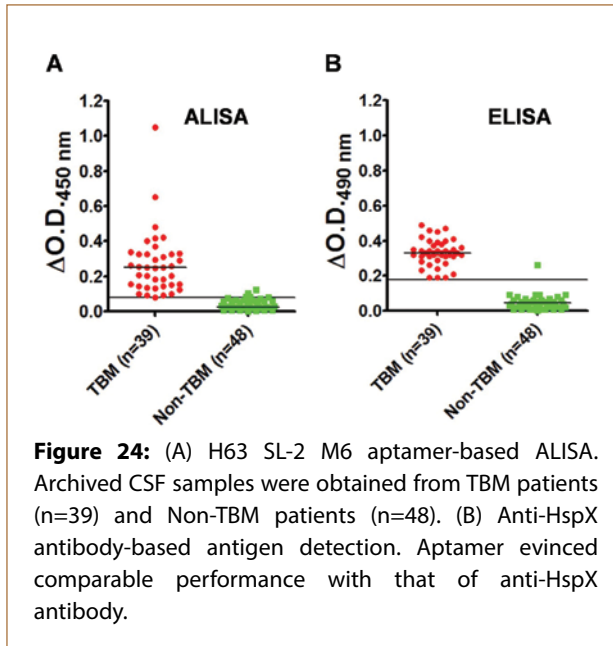 A
B
ALISA
ELISA
ΔO.D.450 nm
1.2
1.0
0.8
0.6
0.4
0.2
0.0
TBM (n=39)
Non-TBM (n=48)
ΔO.D.490 nm
1.2
1.0
0.8
0.6
0.4
0.2
0.0
TBM (n=39)
Non-TBM (n=48)
Figure 24: (A) H63 SL-2 M6 aptamer-based ALISA.
Archived CSF samples were obtained from TBM patients
(n=39) and Non-TBM patients (n=48). (B) Anti-HspX
antibody-based antigen detection. Aptamer evinced
comparable performance with that of anti-HspX
antibody.